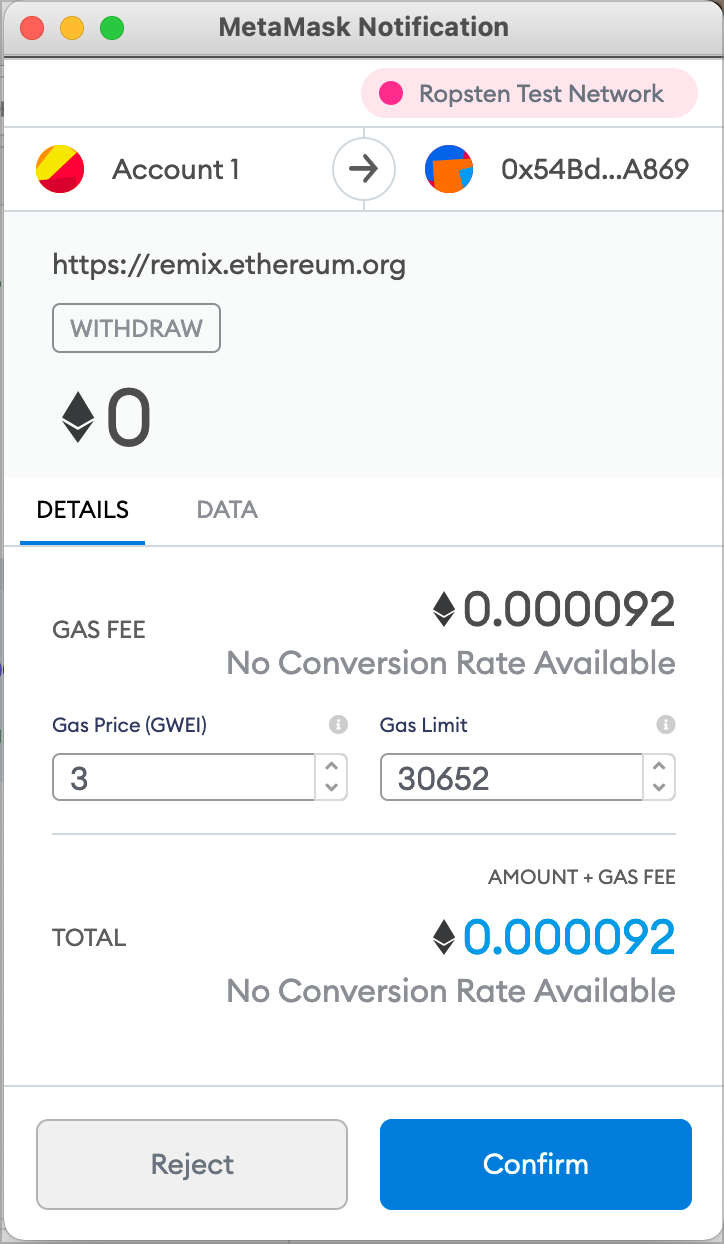 MetaMask Notification
Ropsten Test Network
Account 1
0x54Bd...A869
https://remix.ethereum.org
WITHDRAW
0
DETAILS
DATA
GAS FEE
0.000092
No Conversion Rate Available
Gas Price (GWEI)
Gas Limit
3
30652
AMOUNT + GAS FEE
TOTAL
0.000092
No Conversion Rate Available
Reject
Confirm